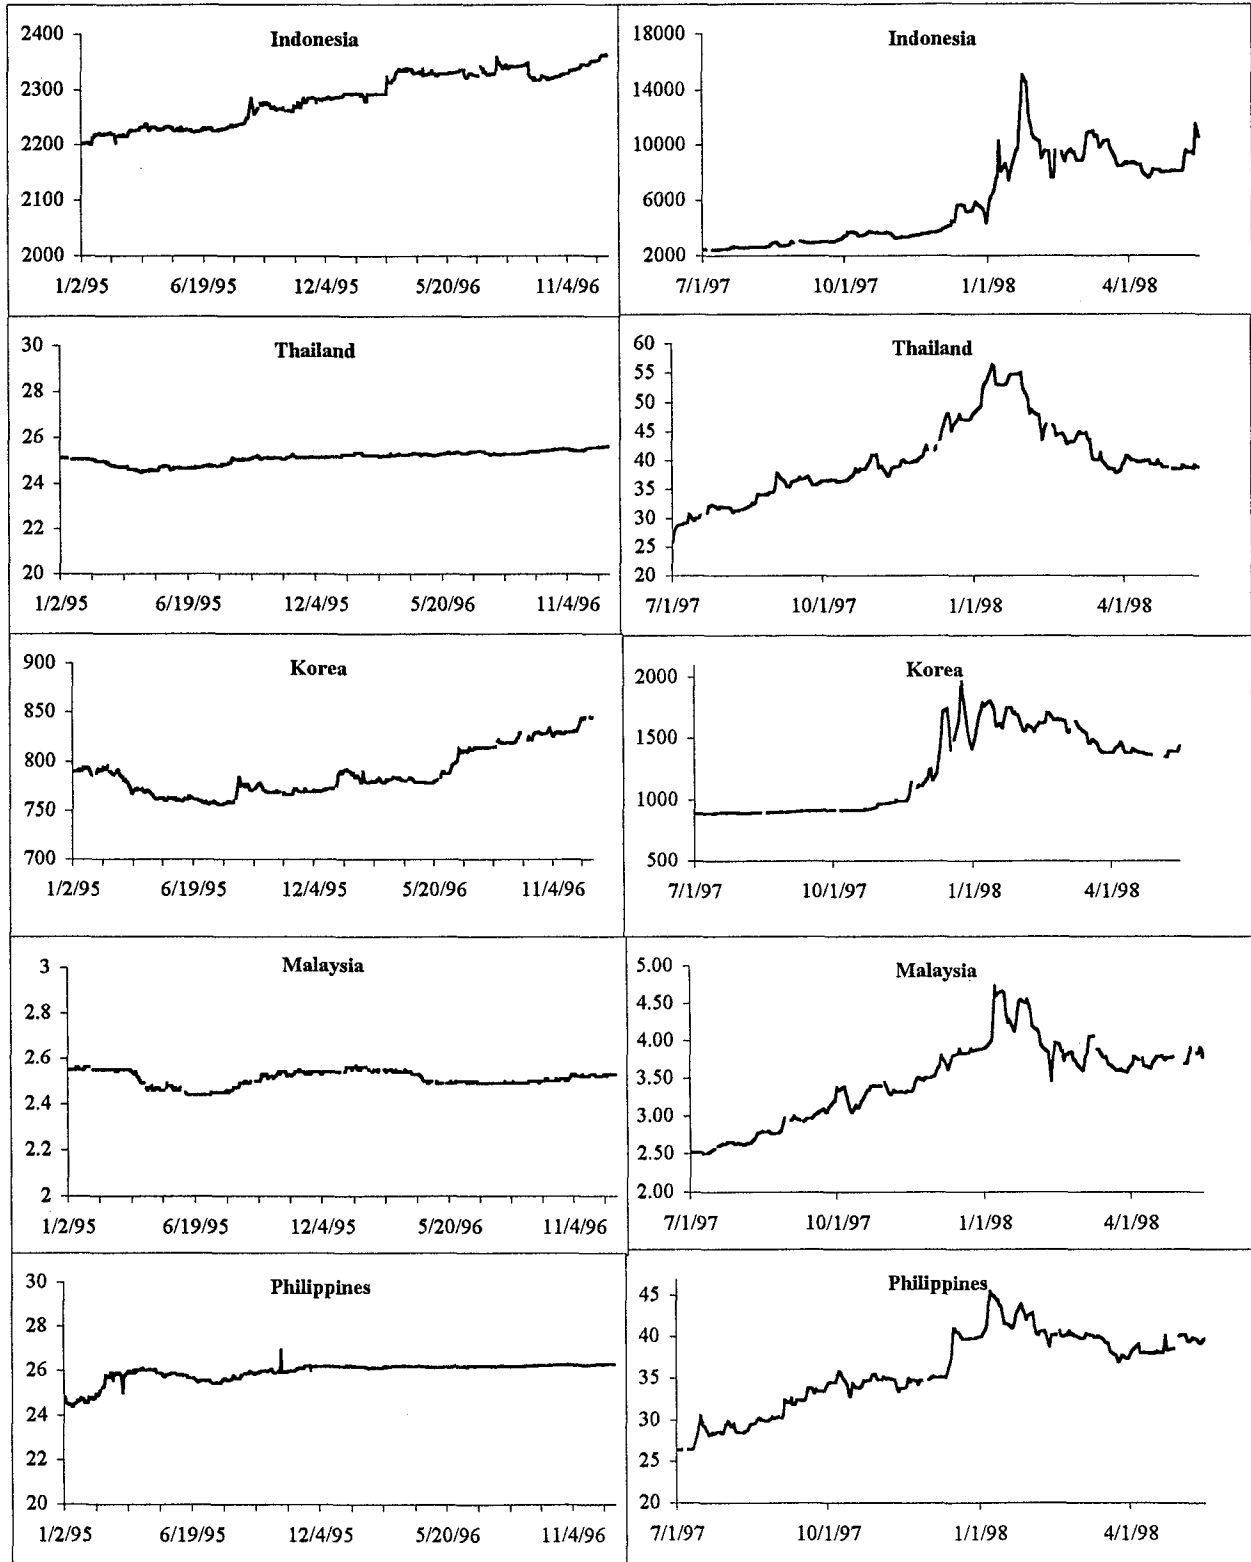 Indonesia
2400
2300
2200
2100
2000
1/2/95 6/19/95 12/4/95 5/20/96 11/4/96
Indonesia
18000
14000
10000
6000
2000
7/1/97 10/1/97 1/1/98 4/1/98
Thailand
30
28
26
24
22
20
1/2/95 6/19/95 12/4/95 5/20/96 11/4/96
Thailand
60
55
50
45
40
35
30
25
20
7/1/97 10/1/97 1/1/98 4/1/98
Korea
900
850
800
750
700
1/2/95 6/19/95 12/4/95 5/20/96 11/4/96
Korea
2000
1500
1000
500
7/1/97 10/1/97 1/1/98 4/1/98
Malaysia
3
2.8
2.6
2.4
2.2
2
1/2/95 6/19/95 12/4/95 5/20/96 11/4/96
Malaysia
5.00
4.50
4.00
3.50
3.00
2.50
2.00
7/1/97 10/1/97 1/1/98 4/1/98
Philippines
30
28
26
24
22
20
1/2/95 6/19/95 12/4/95 5/20/96 11/4/96
Philippines
45
40
35
30
25
20
7/1/97 10/1/97 1/1/98 4/1/98